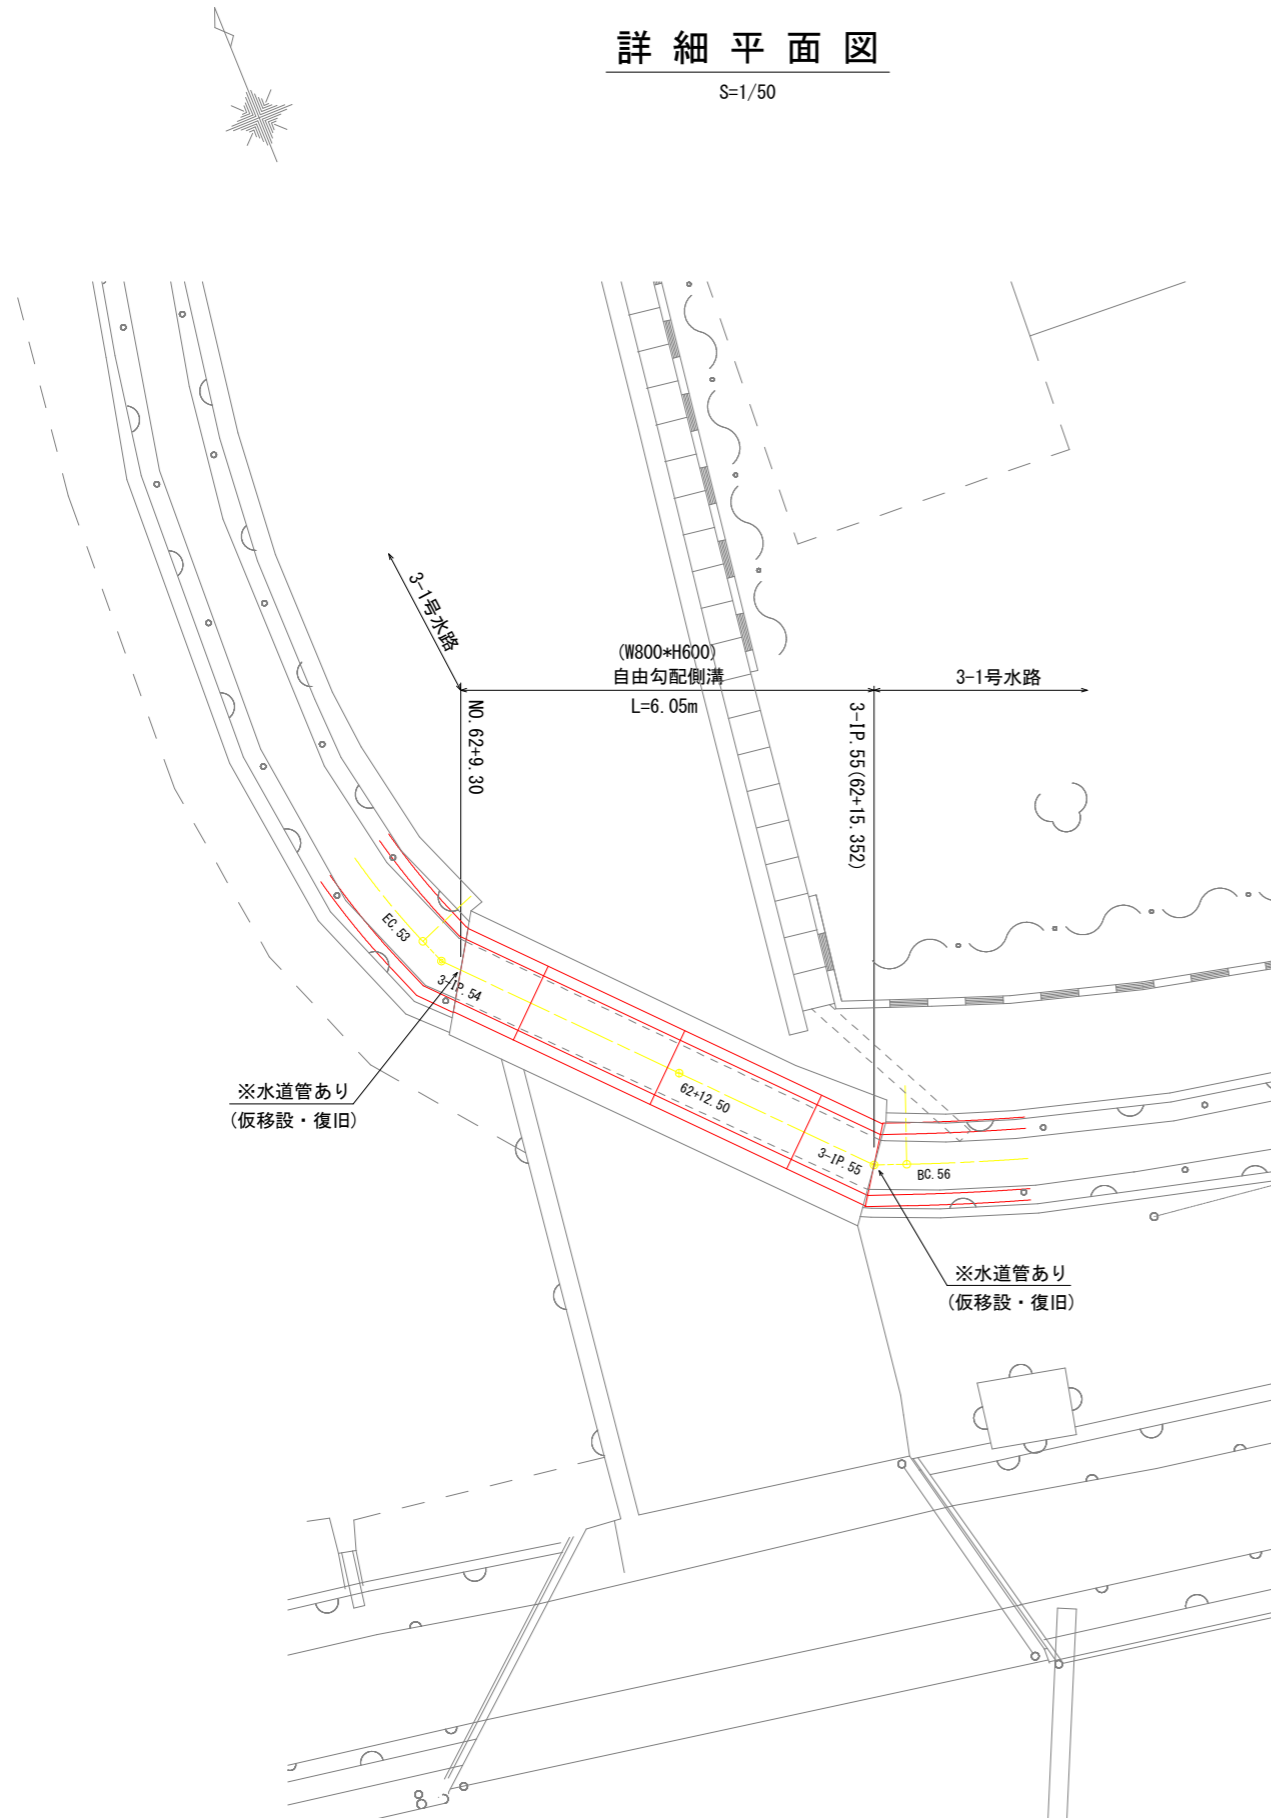 詳細平面図
S=1/50
3-1号水路
(W800*H600)
自由勾配側溝
L=6.05m
3-1号水路
NO.62+9.30
3-IP.55(62+15.352)
EC.53
3-IP.54
62+12.50
3-IP.55
BC.56
※水道管あり
(仮移設・復旧)
※水道管あり
(仮移設・復旧)